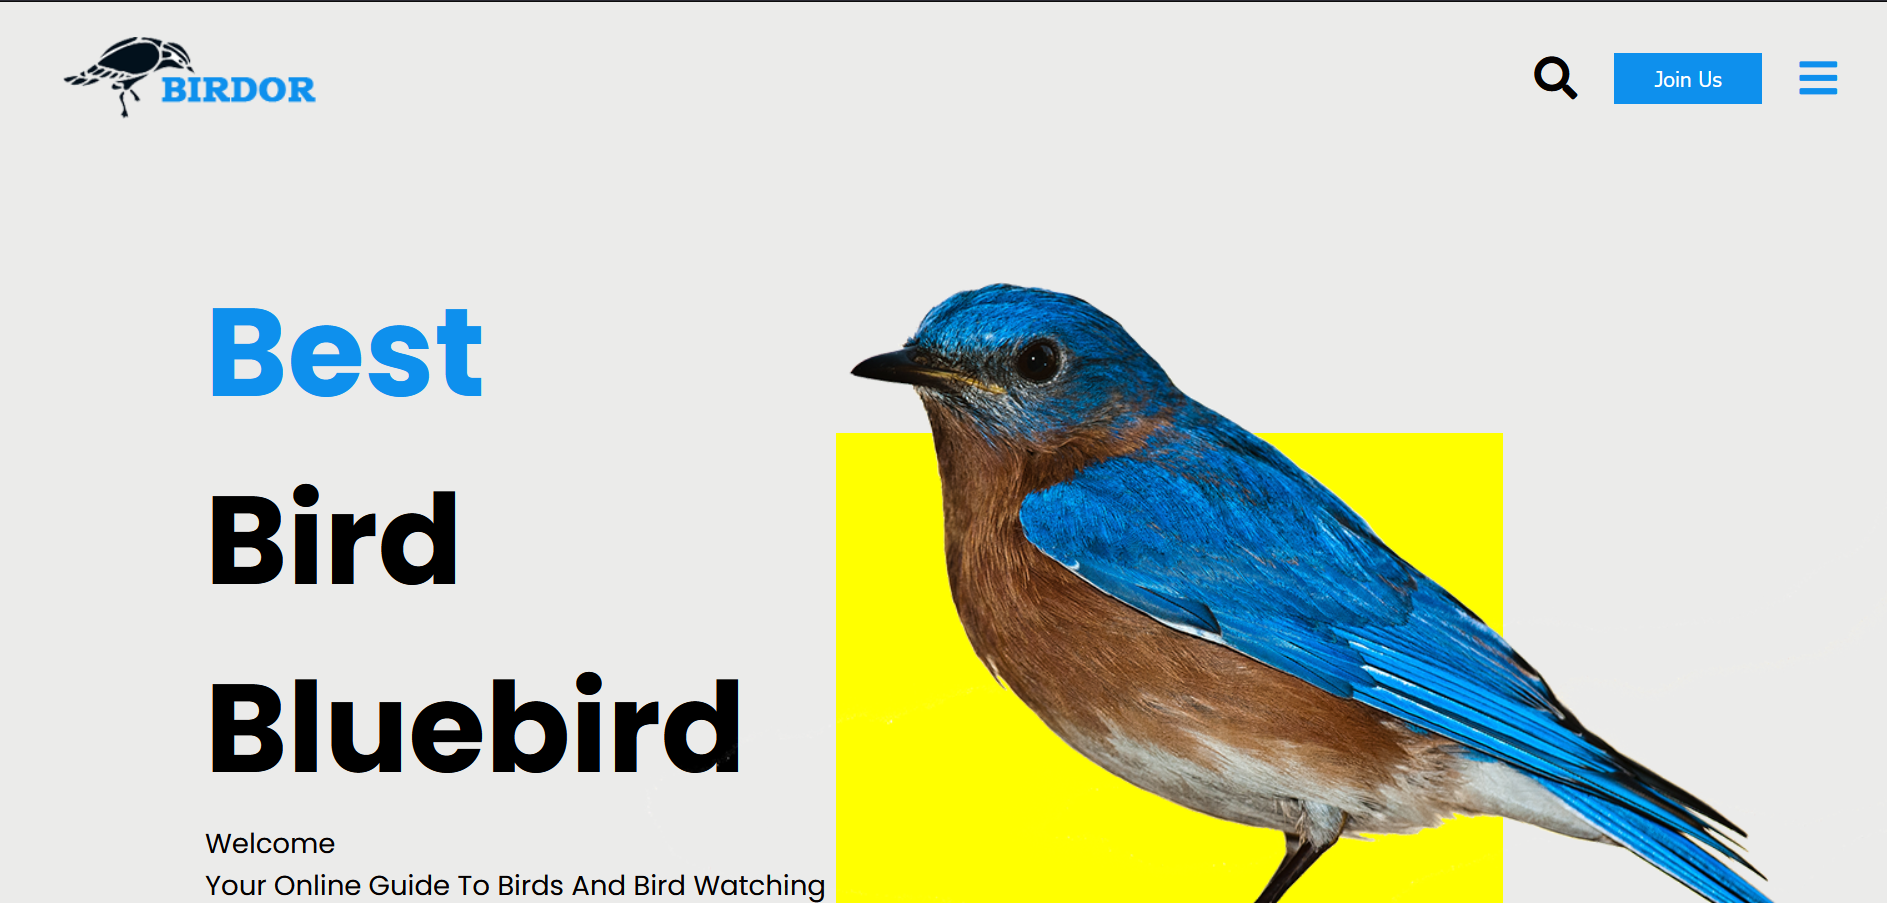 BIRDOR
Join Us
Best
Bird
Bluebird
Welcome
Your Online Guide To Birds And Bird Watching